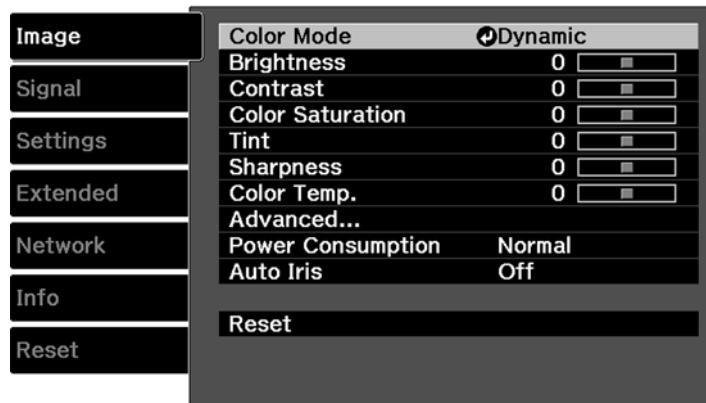 Image
Signal
Settings
Extended
Network
Info
Reset
Color Mode Dynamic
Brightness 0
Contrast 0
Color Saturation 0
Tint 0
Sharpness 0
Color Temp. 0
Advanced...
Power Consumption Normal
Auto Iris Off
Reset